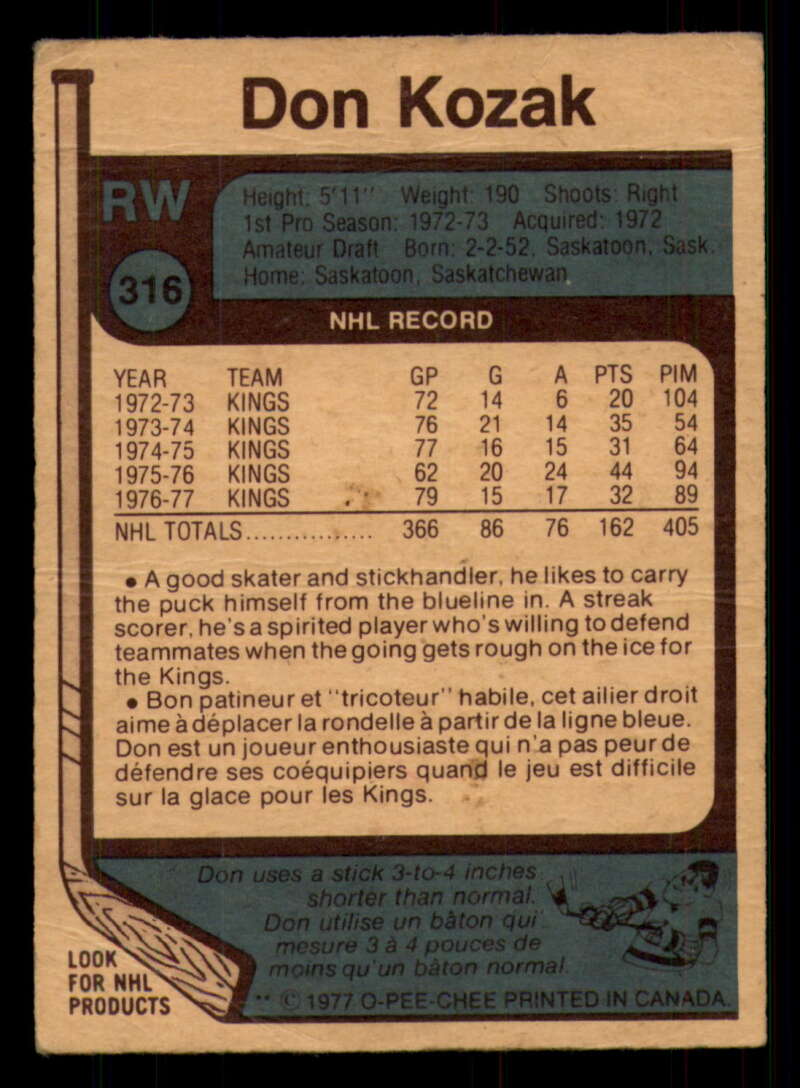 Don Kozak
RW
316
Height: 5'11" Weight: 190 Shoots: Right
1st Pro Season: 1972-73 Acquired: 1972
Amateur Draft Born: 2-2-52, Saskatoon, Sask.
Home: Saskatoon, Saskatchewan
NHL RECORD
YEAR TEAM GP G A PTS PIM
1972-73 KINGS 72 14 6 20 104
1973-74 KINGS 76 21 14 35 54
1974-75 KINGS 77 16 15 31 64
1975-76 KINGS 62 20 24 44 94
1976-77 KINGS 79 15 17 32 89
NHL TOTALS................ 366 86 76 162 405
• A good skater and stickhandler, he likes to carry
the puck himself from the blueline in. A streak
scorer, he's a spirited player who's willing to defend
teammates when the going gets rough on the ice for
the Kings.
• Bon patineur et "tricoteur" habile, cet ailier droit
aime à déplacer la rondelle à partir de la ligne bleue.
Don est un joueur enthousiaste qui n'a pas peur de
défendre ses coéquipiers quand le jeu est difficile
sur la glace pour les Kings.
Don uses a stick 3-to-4 inches
shorter than normal.
Don utilise un bâton qui
mesure 3 à 4 pouces de
moins qu'un bâton normal.
LOOK
FOR NHL
PRODUCTS
** © 1977 O-PEE-CHEE PRINTED IN CANADA.